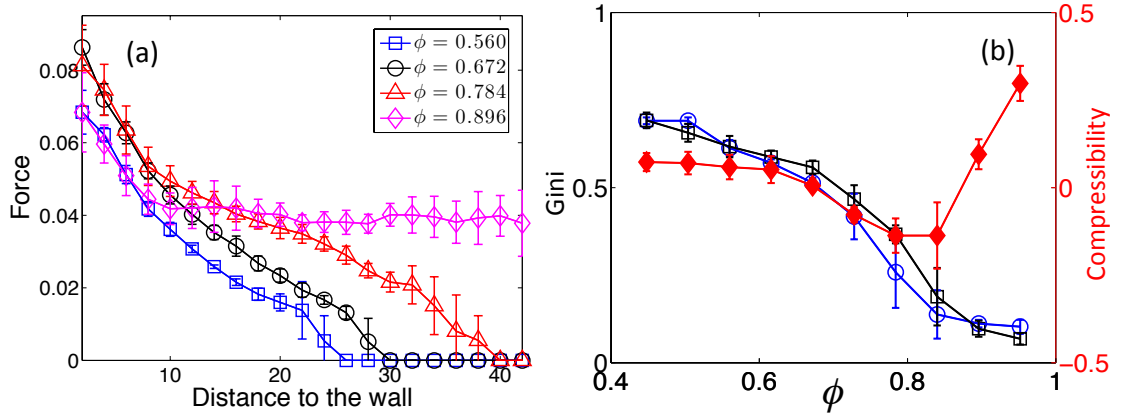 (a)
ϕ = 0.560
ϕ = 0.672
ϕ = 0.784
ϕ = 0.896
Force
0.08
0.06
0.04
0.02
0
10 20 30 40
Distance to the wall
(b)
Gini
1
0.5
0
0.4 0.6 0.8 1
ϕ
0.5
0
−0.5
Compressibility